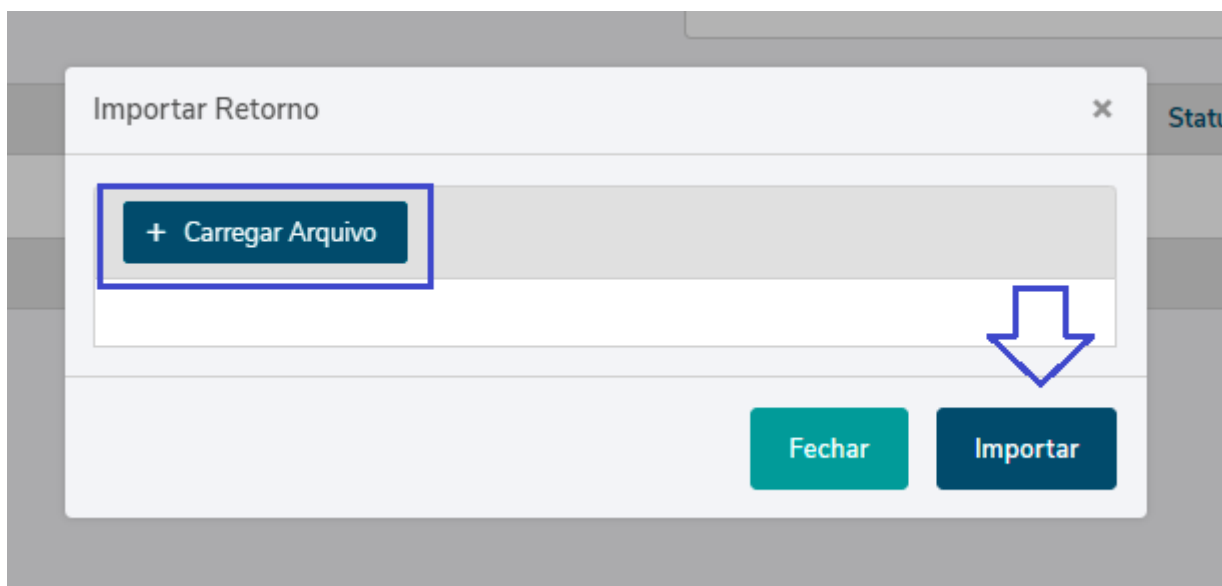 Importar Retorno ×
Statu
+ Carregar Arquivo
Fechar Importar